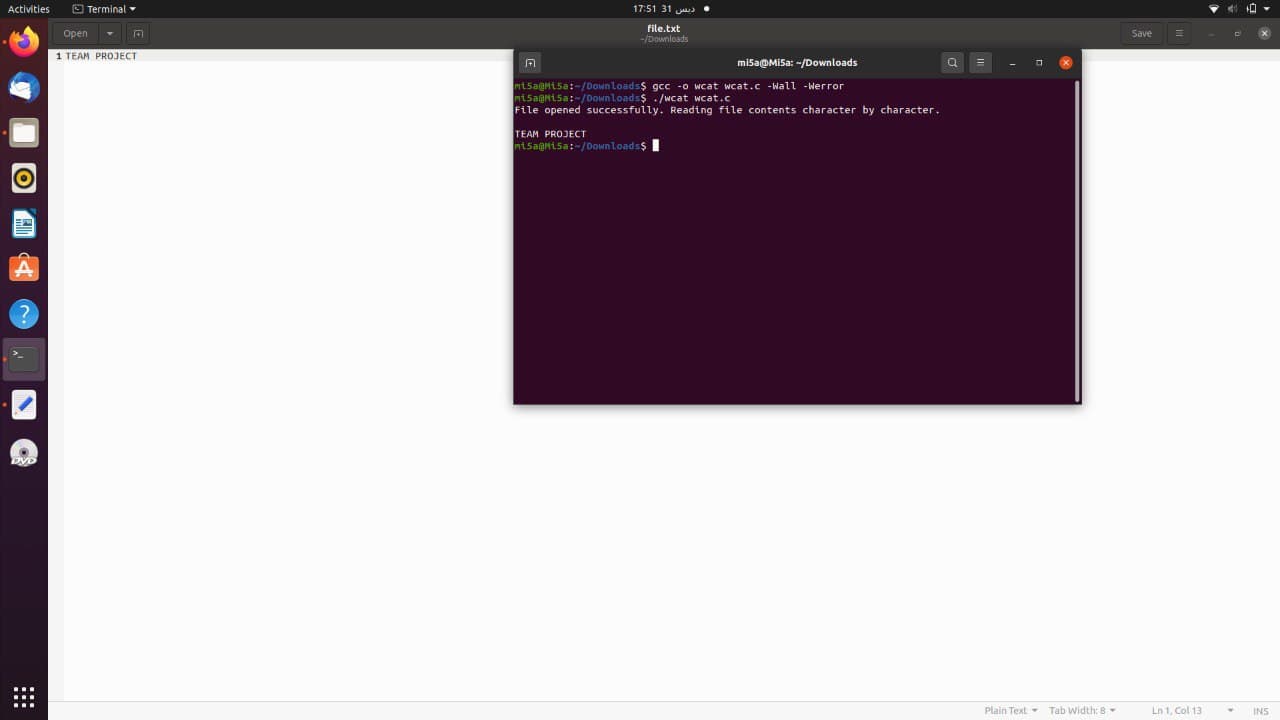 Activities
Terminal
17:51 31 ديس
Open
file.txt
~/Downloads
Save
1 TEAM PROJECT
mi5a@Mi5a: ~/Downloads
mi5a@Mi5a:~/Downloads$ gcc -o wcat wcat.c -Wall -Werror
mi5a@Mi5a:~/Downloads$ ./wcat wcat.c
File opened successfully. Reading file contents character by character.
TEAM PROJECT
mi5a@Mi5a:~/Downloads$
DVD
Plain Text
Tab Width: 8
Ln 1, Col 13
INS